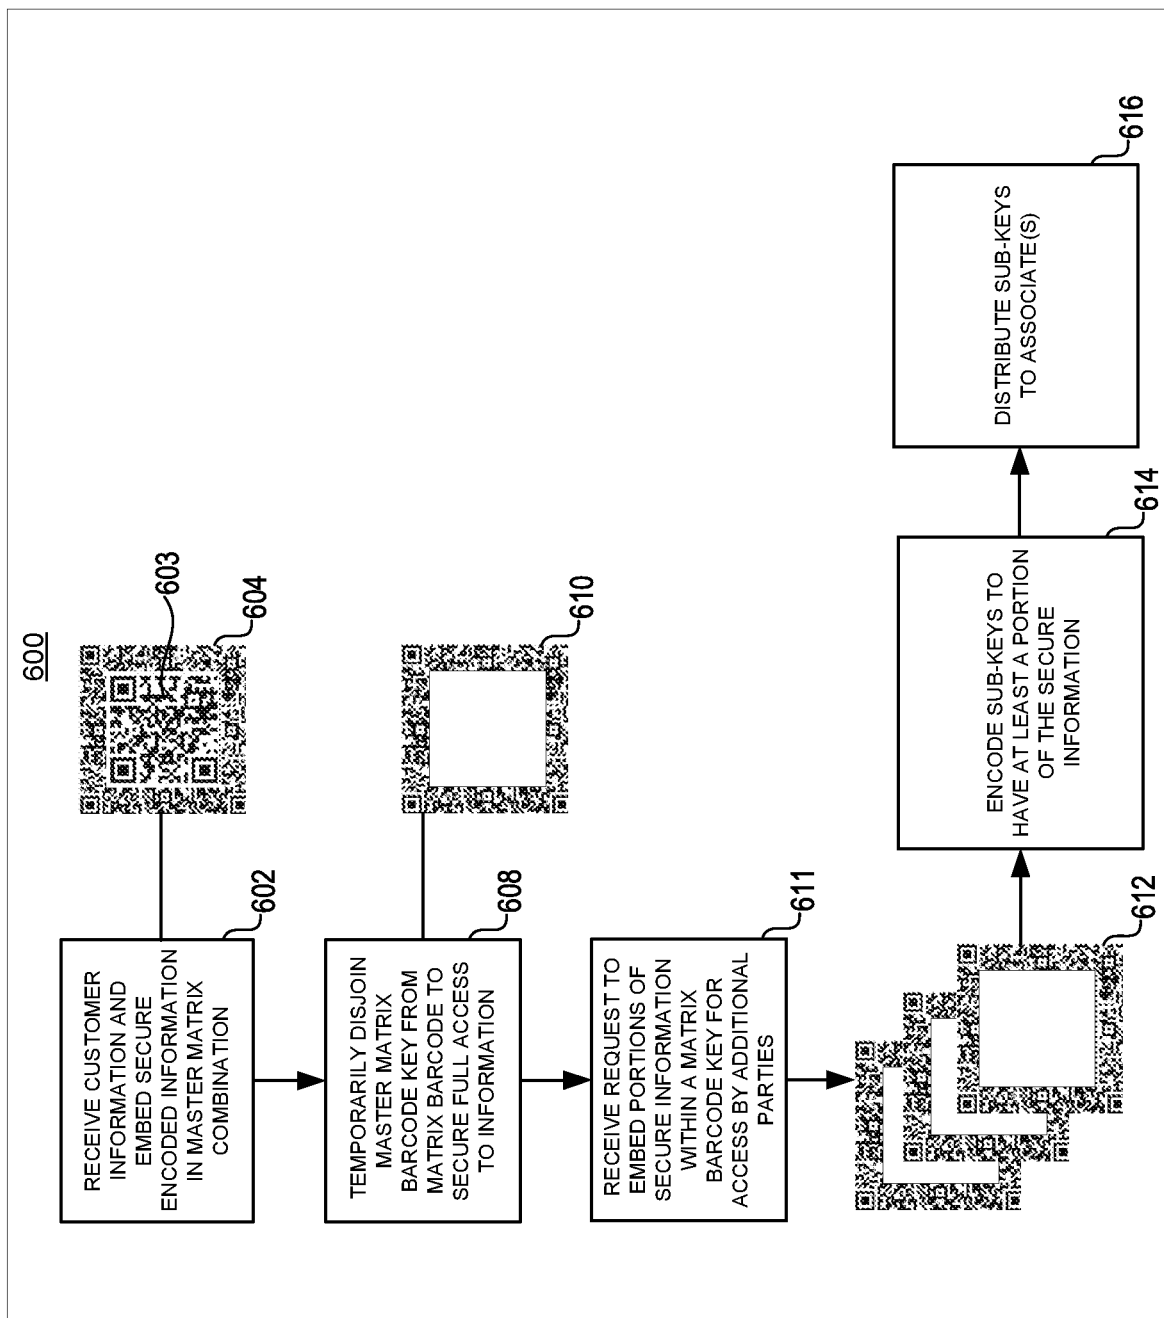 600
RECEIVE CUSTOMER
INFORMATION AND
EMBED SECURE
ENCODED INFORMATION
IN MASTER MATRIX
COMBINATION
602
603
604
TEMPORARILY DISJOIN
MASTER MATRIX
BARCODE KEY FROM
MATRIX BARCODE TO
SECURE FULL ACCESS
TO INFORMATION
608
610
RECEIVE REQUEST TO
EMBED PORTIONS OF
SECURE INFORMATION
WITHIN A MATRIX
BARCODE KEY FOR
ACCESS BY ADDITIONAL
PARTIES
611
612
ENCODE SUB-KEYS TO
HAVE AT LEAST A PORTION
OF THE SECURE
INFORMATION
614
DISTRIBUTE SUB-KEYS
TO ASSOCIATE(S)
616